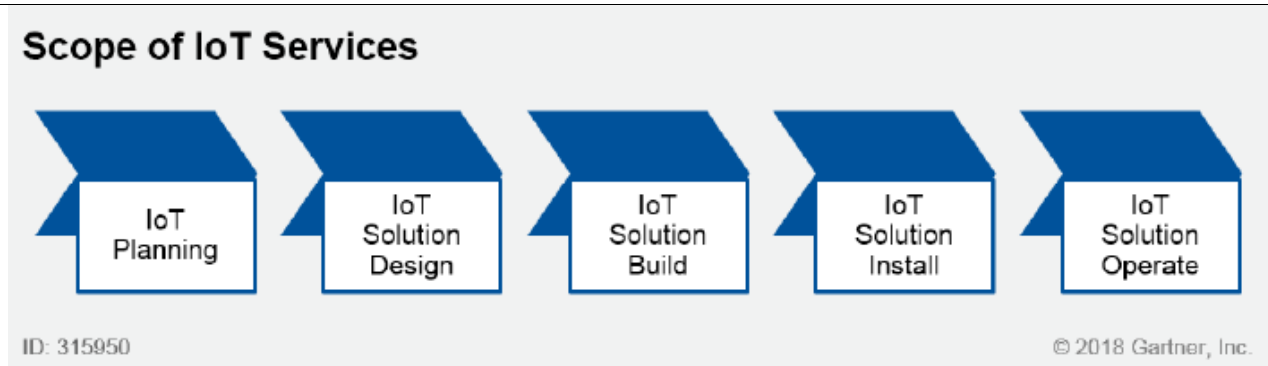 Scope of IoT Services
IoT
Planning
IoT
Solution
Design
IoT
Solution
Build
IoT
Solution
Install
IoT
Solution
Operate
ID: 315950
© 2018 Gartner, Inc.